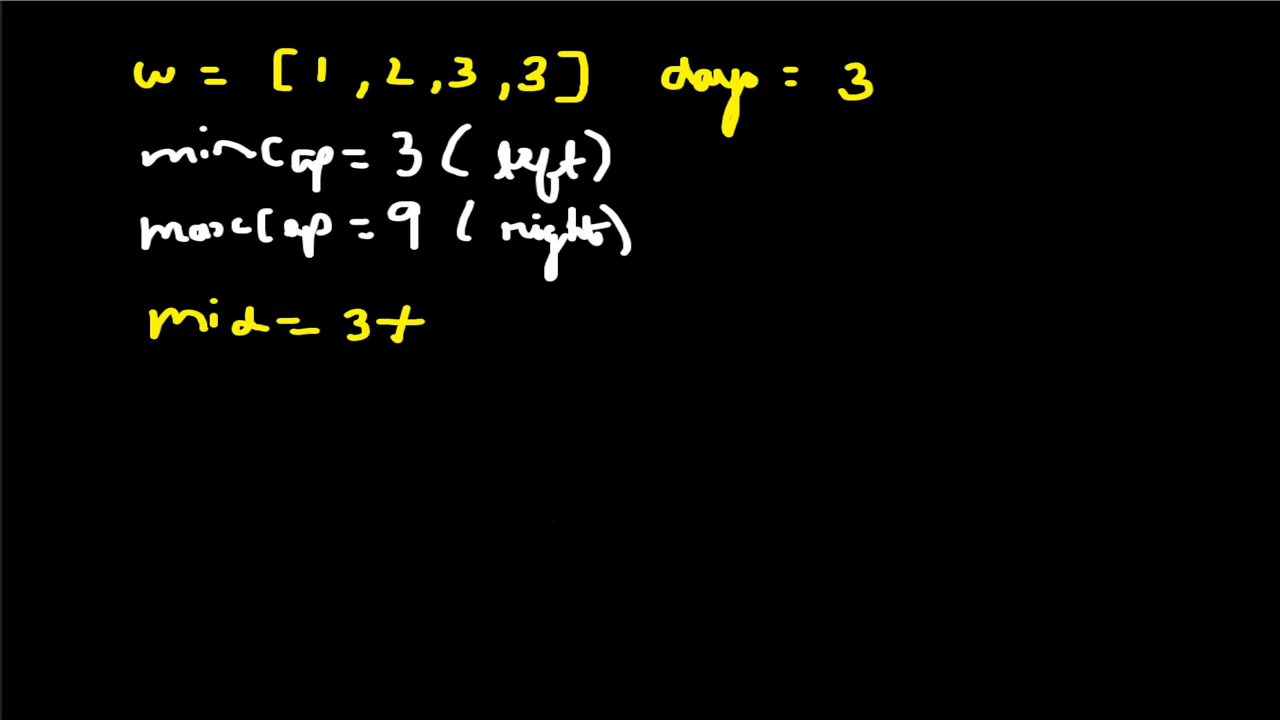 w = [1, 2, 3, 3] days = 3
minCap = 3 (left)
maxCap = 9 (right)
mid = 3+